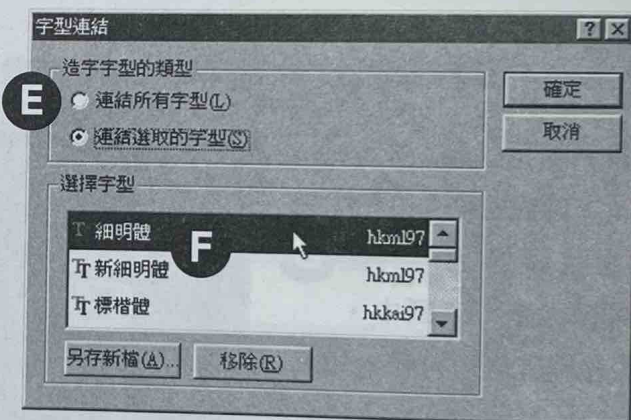 字型連結
造字字型的類型
E
連結所有字型(L)
連結選取的字型(S)
確定
取消
選擇字型
細明體 hkml97
F
新細明體 hkml97
標楷體 hkkai97
另存新檔(A)...
移除(R)